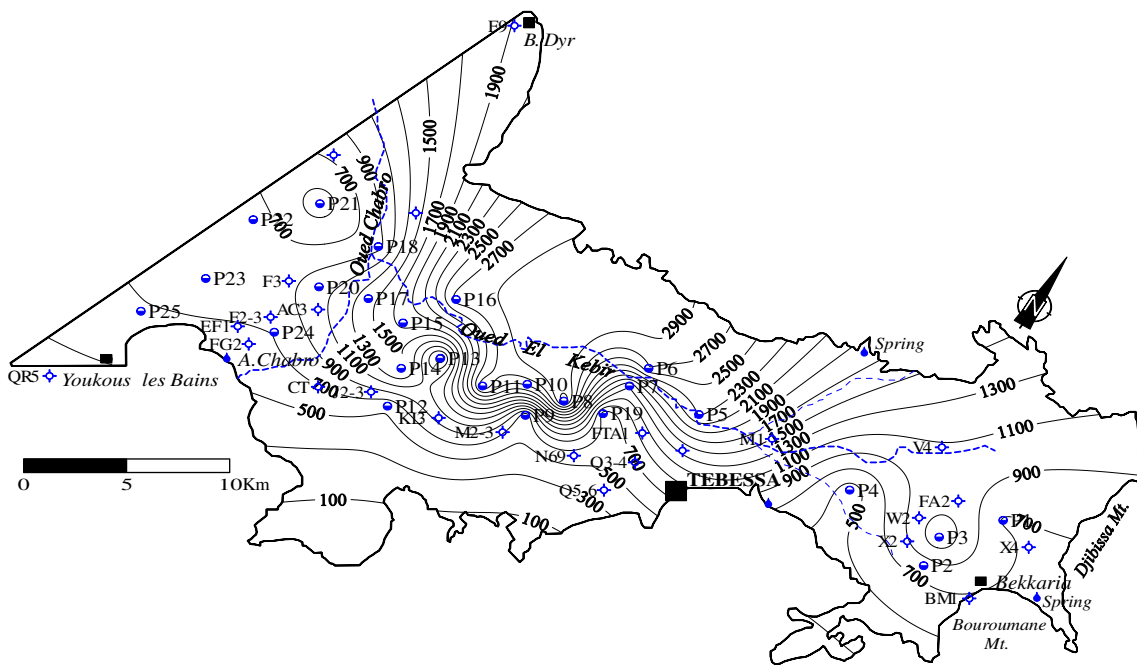 F9
B. Dyr
1900
1500
900
700
P21
P22
700
Oued Chabro
1700
1900
2100
2300
2500
2700
P18
P23
F3
P20
P17
P16
P25
AC3
F2-3
EF1
P24
P15
FG2
A.Chabro
Oued El Kebir
1500
1300
1100
900
700
P13
P14
P11
P10
P8
P9
P7
P6
P19
P5
2900
2700
2500
2300
2100
1900
1700
1500
1300
1100
900
Spring
N
1300
1100
900
QR5
Youkous les Bains
CT
P12
K13
M2-3
500
FTA1
M1
V4
N69
Q3-4
700
500
300
Q5-6
TEBESSA
0
5
10Km
100
100
P4
500
FA2
W2
P1
700
X2
P3
X4
P2
700
Djibissa Mt.
Bekkaria
BM1
Spring
Bouroumane
Mt.